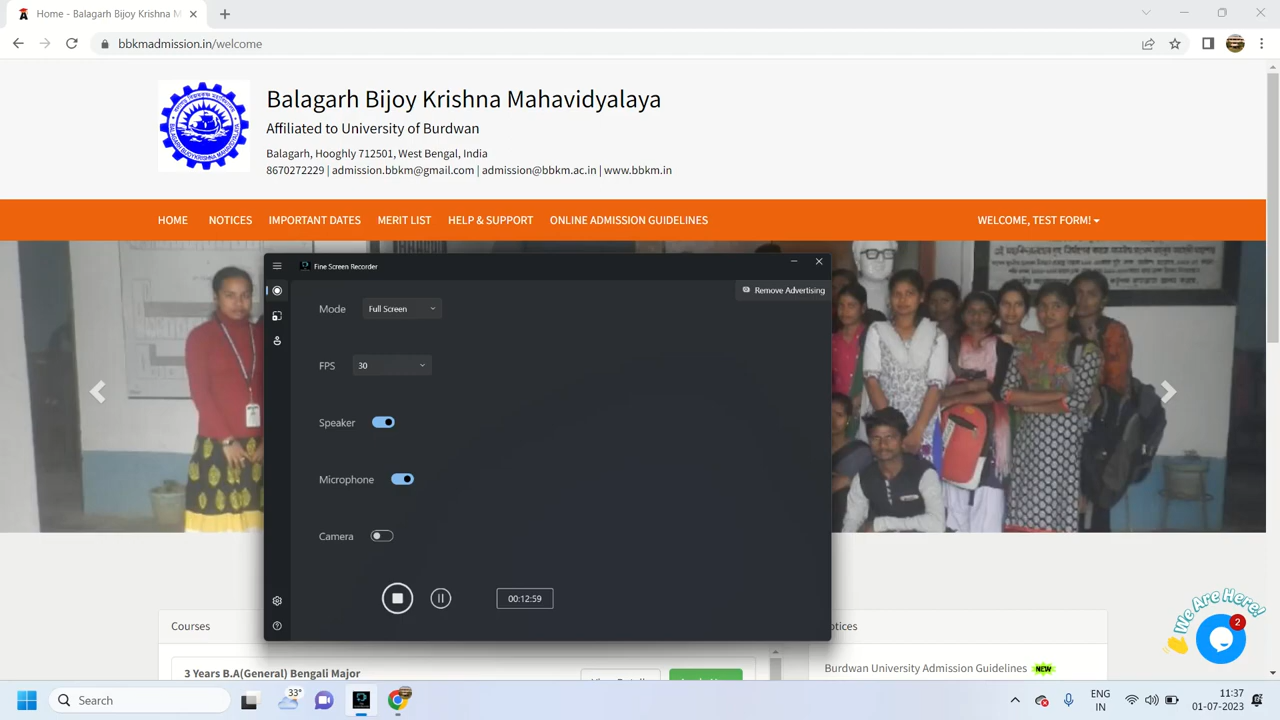 Home - Balagarh Bijoy Krishna M
bbkmadmission.in/welcome
Balagarh Bijoy Krishna Mahavidyalaya
Affiliated to University of Burdwan
Balagarh, Hooghly 712501, West Bengal, India
8670272229 | admission.bbkm@gmail.com | admission@bbkm.ac.in | www.bbkm.in
HOME NOTICES IMPORTANT DATES MERIT LIST HELP & SUPPORT ONLINE ADMISSION GUIDELINES WELCOME, TEST FORM!
Fine Screen Recorder
Remove Advertising
Mode Full Screen
FPS 30
Speaker
Microphone
Camera
00:12:59
We Are Here!
2
Courses
otices
3 Years B.A(General) Bengali Major
Burdwan University Admission Guidelines NEW
Search
33°
ENG
IN
11:37
01-07-2023